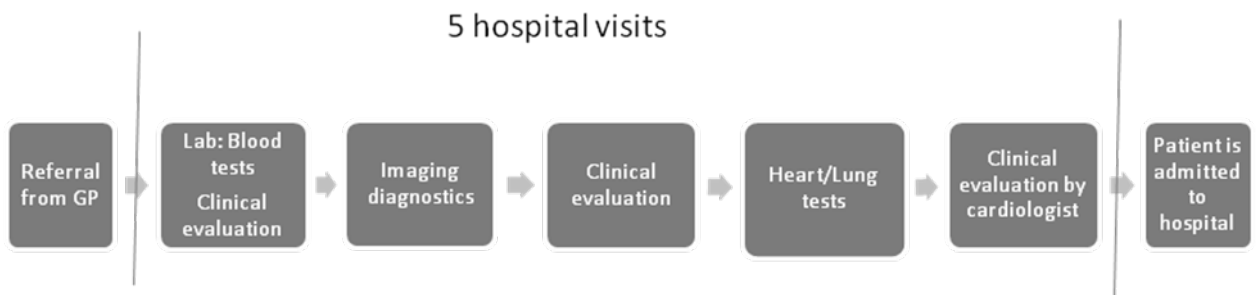 5 hospital visits
Referral
from GP
Lab: Blood
tests
Clinical
evaluation
Imaging
diagnostics
Clinical
evaluation
Heart/Lung
tests
Clinical
evaluation by
cardiologist
Patient is
admitted
to
hospital